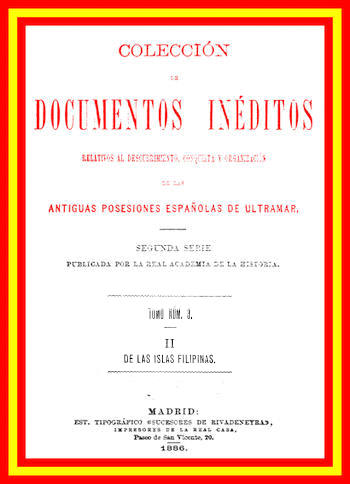 COLECCIÓN
DE
DOCUMENTOS INÉDITOS
RELATIVOS AL DESCUBRIMIENTO, CONQUISTA Y ORGANIZACIÓN
DE LAS
ANTIGUAS POSESIONES ESPAÑOLAS DE ULTRAMAR.
SEGUNDA SERIE
PUBLICADA POR LA REAL ACADEMIA DE LA HISTORIA.
TOMO NÚM. 3.
II
DE LAS ISLAS FILIPINAS.
MADRID:
EST. TIPOGRÁFICO «SUCESORES DE RIVADENEYRA»,
IMPRESORES DE LA REAL CASA,
Paseo de San Vicente, 20.
1886.